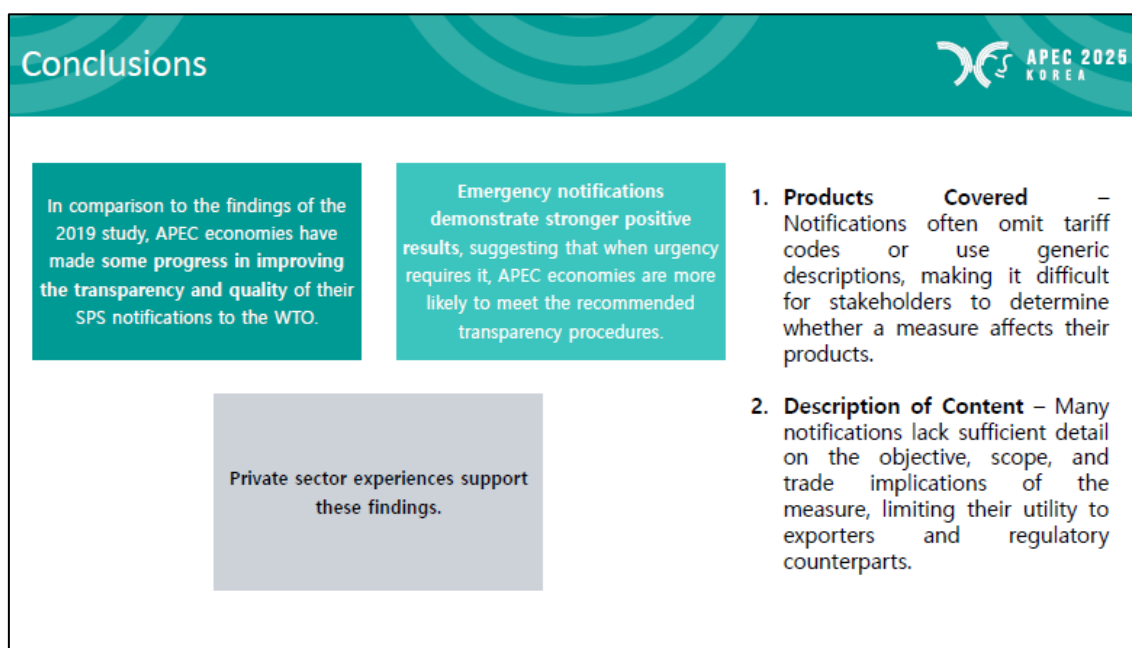 Conclusions
APEC 2025
KOREA
In comparison to the findings of the
2019 study, APEC economies have
made some progress in improving
the transparency and quality of their
SPS notifications to the WTO.
Emergency notifications
demonstrate stronger positive
results, suggesting that when urgency
requires it, APEC economies are more
likely to meet the recommended
transparency procedures.
Private sector experiences support
these findings.
1. Products Covered –
Notifications often omit tariff
codes or use generic
descriptions, making it difficult
for stakeholders to determine
whether a measure affects their
products.
2. Description of Content – Many
notifications lack sufficient detail
on the objective, scope, and
trade implications of the
measure, limiting their utility to
exporters and regulatory
counterparts.